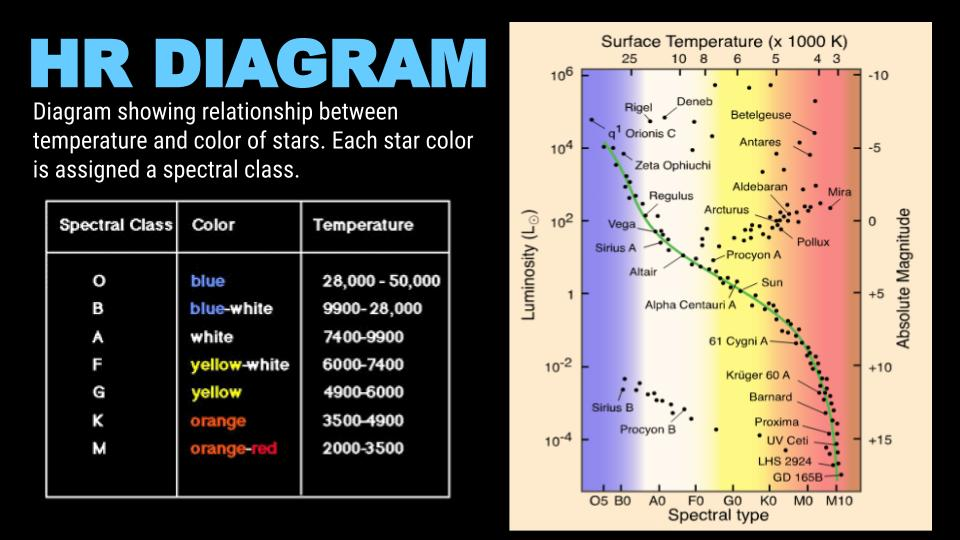 HR DIAGRAM
Diagram showing relationship between
temperature and color of stars. Each star color
is assigned a spectral class.
Spectral Class Color Temperature
O blue 28,000 - 50,000
B blue-white 9900- 28,000
A white 7400-9900
F yellow-white 6000-7400
G yellow 4900-6000
K orange 3500-4900
M orange-red 2000-3500
Surface Temperature (x 1000 K)
25 10 8 6 5 4 3
10⁶ -10
Rigel Deneb
Betelgeuse
q¹ Orionis C
Antares
10⁴ -5
Zeta Ophiuchi
Aldebaran Mira
Regulus
Arcturus
10² 0
Vega
Pollux
Sirius A
Procyon A
Altair
Sun
1 +5
Alpha Centauri A
61 Cygni A
10⁻² +10
Krüger 60 A
Barnard
Sirius B
Proxima
Procyon B
10⁻⁴ +15
UV Ceti
LHS 2924
GD 165B
Luminosity (L☉)
Absolute Magnitude
O5 B0 A0 F0 G0 K0 M0 M10
Spectral type